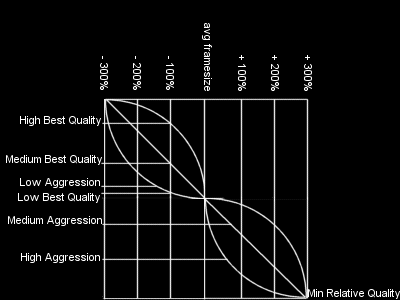 - 300%
- 200%
- 100%
avg framesize
+ 100%
+ 200%
+ 300%
High Best Quality
Medium Best Quality
Low Aggression
Low Best Quality
Medium Aggression
High Aggression
Min Relative Quality